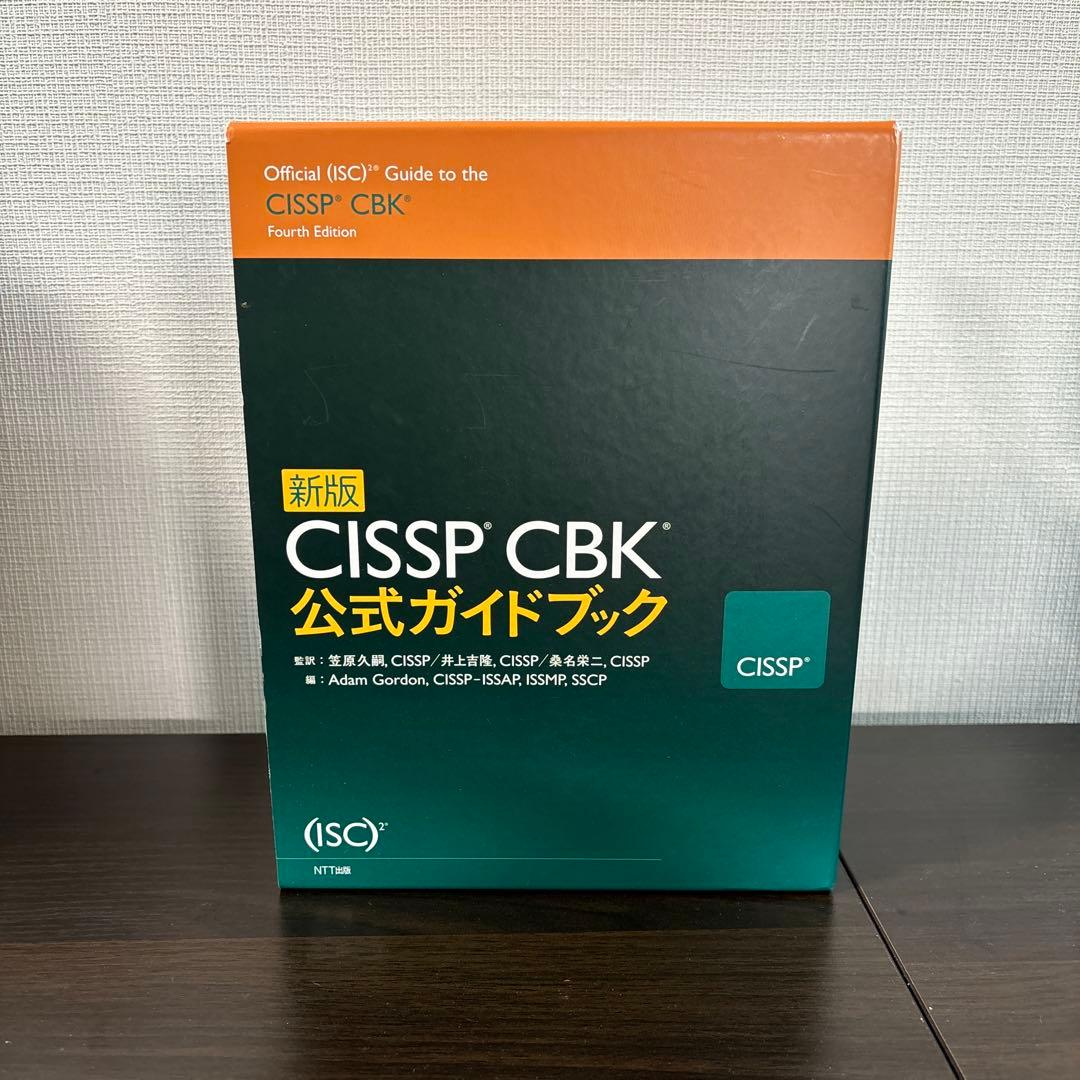 Official (ISC)²® Guide to the
CISSP® CBK®
Fourth Edition
新版
CISSP® CBK®
公式ガイドブック
監訳：笠原久嗣, CISSP／井上吉隆, CISSP／桑名栄二, CISSP
編：Adam Gordon, CISSP-ISSAP, ISSMP, SSCP
CISSP®
(ISC)²®
NTT出版